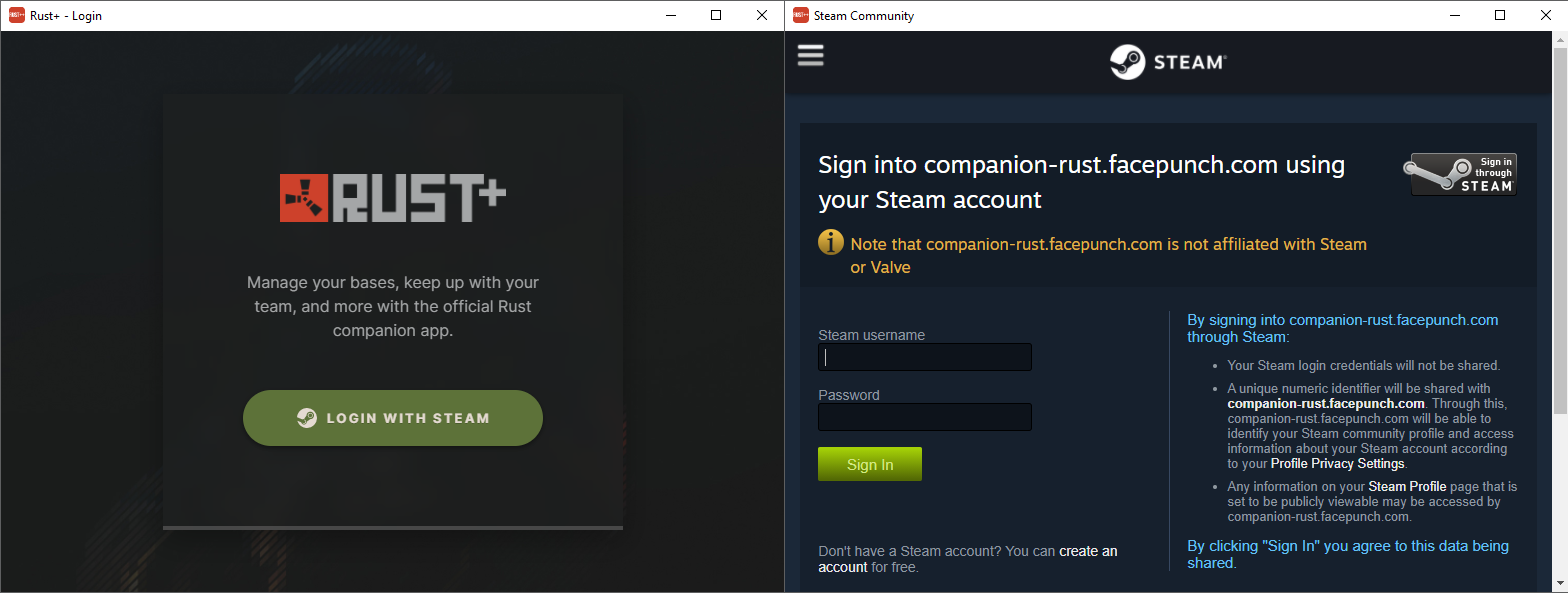 Rust+ - Login
RUST+
Manage your bases, keep up with your
team, and more with the official Rust
companion app.
LOGIN WITH STEAM
Steam Community
STEAM
Sign into companion-rust.facepunch.com using
your Steam account
Sign in
through
STEAM
Note that companion-rust.facepunch.com is not affiliated with Steam
or Valve
Steam username
Password
Sign In
Don't have a Steam account? You can create an
account for free.
By signing into companion-rust.facepunch.com
through Steam:
• Your Steam login credentials will not be shared.
• A unique numeric identifier will be shared with
companion-rust.facepunch.com. Through this,
companion-rust.facepunch.com will be able to
identify your Steam community profile and access
information about your Steam account according
to your Profile Privacy Settings.
• Any information on your Steam Profile page that is
set to be publicly viewable may be accessed by
companion-rust.facepunch.com.
By clicking "Sign In" you agree to this data being
shared.